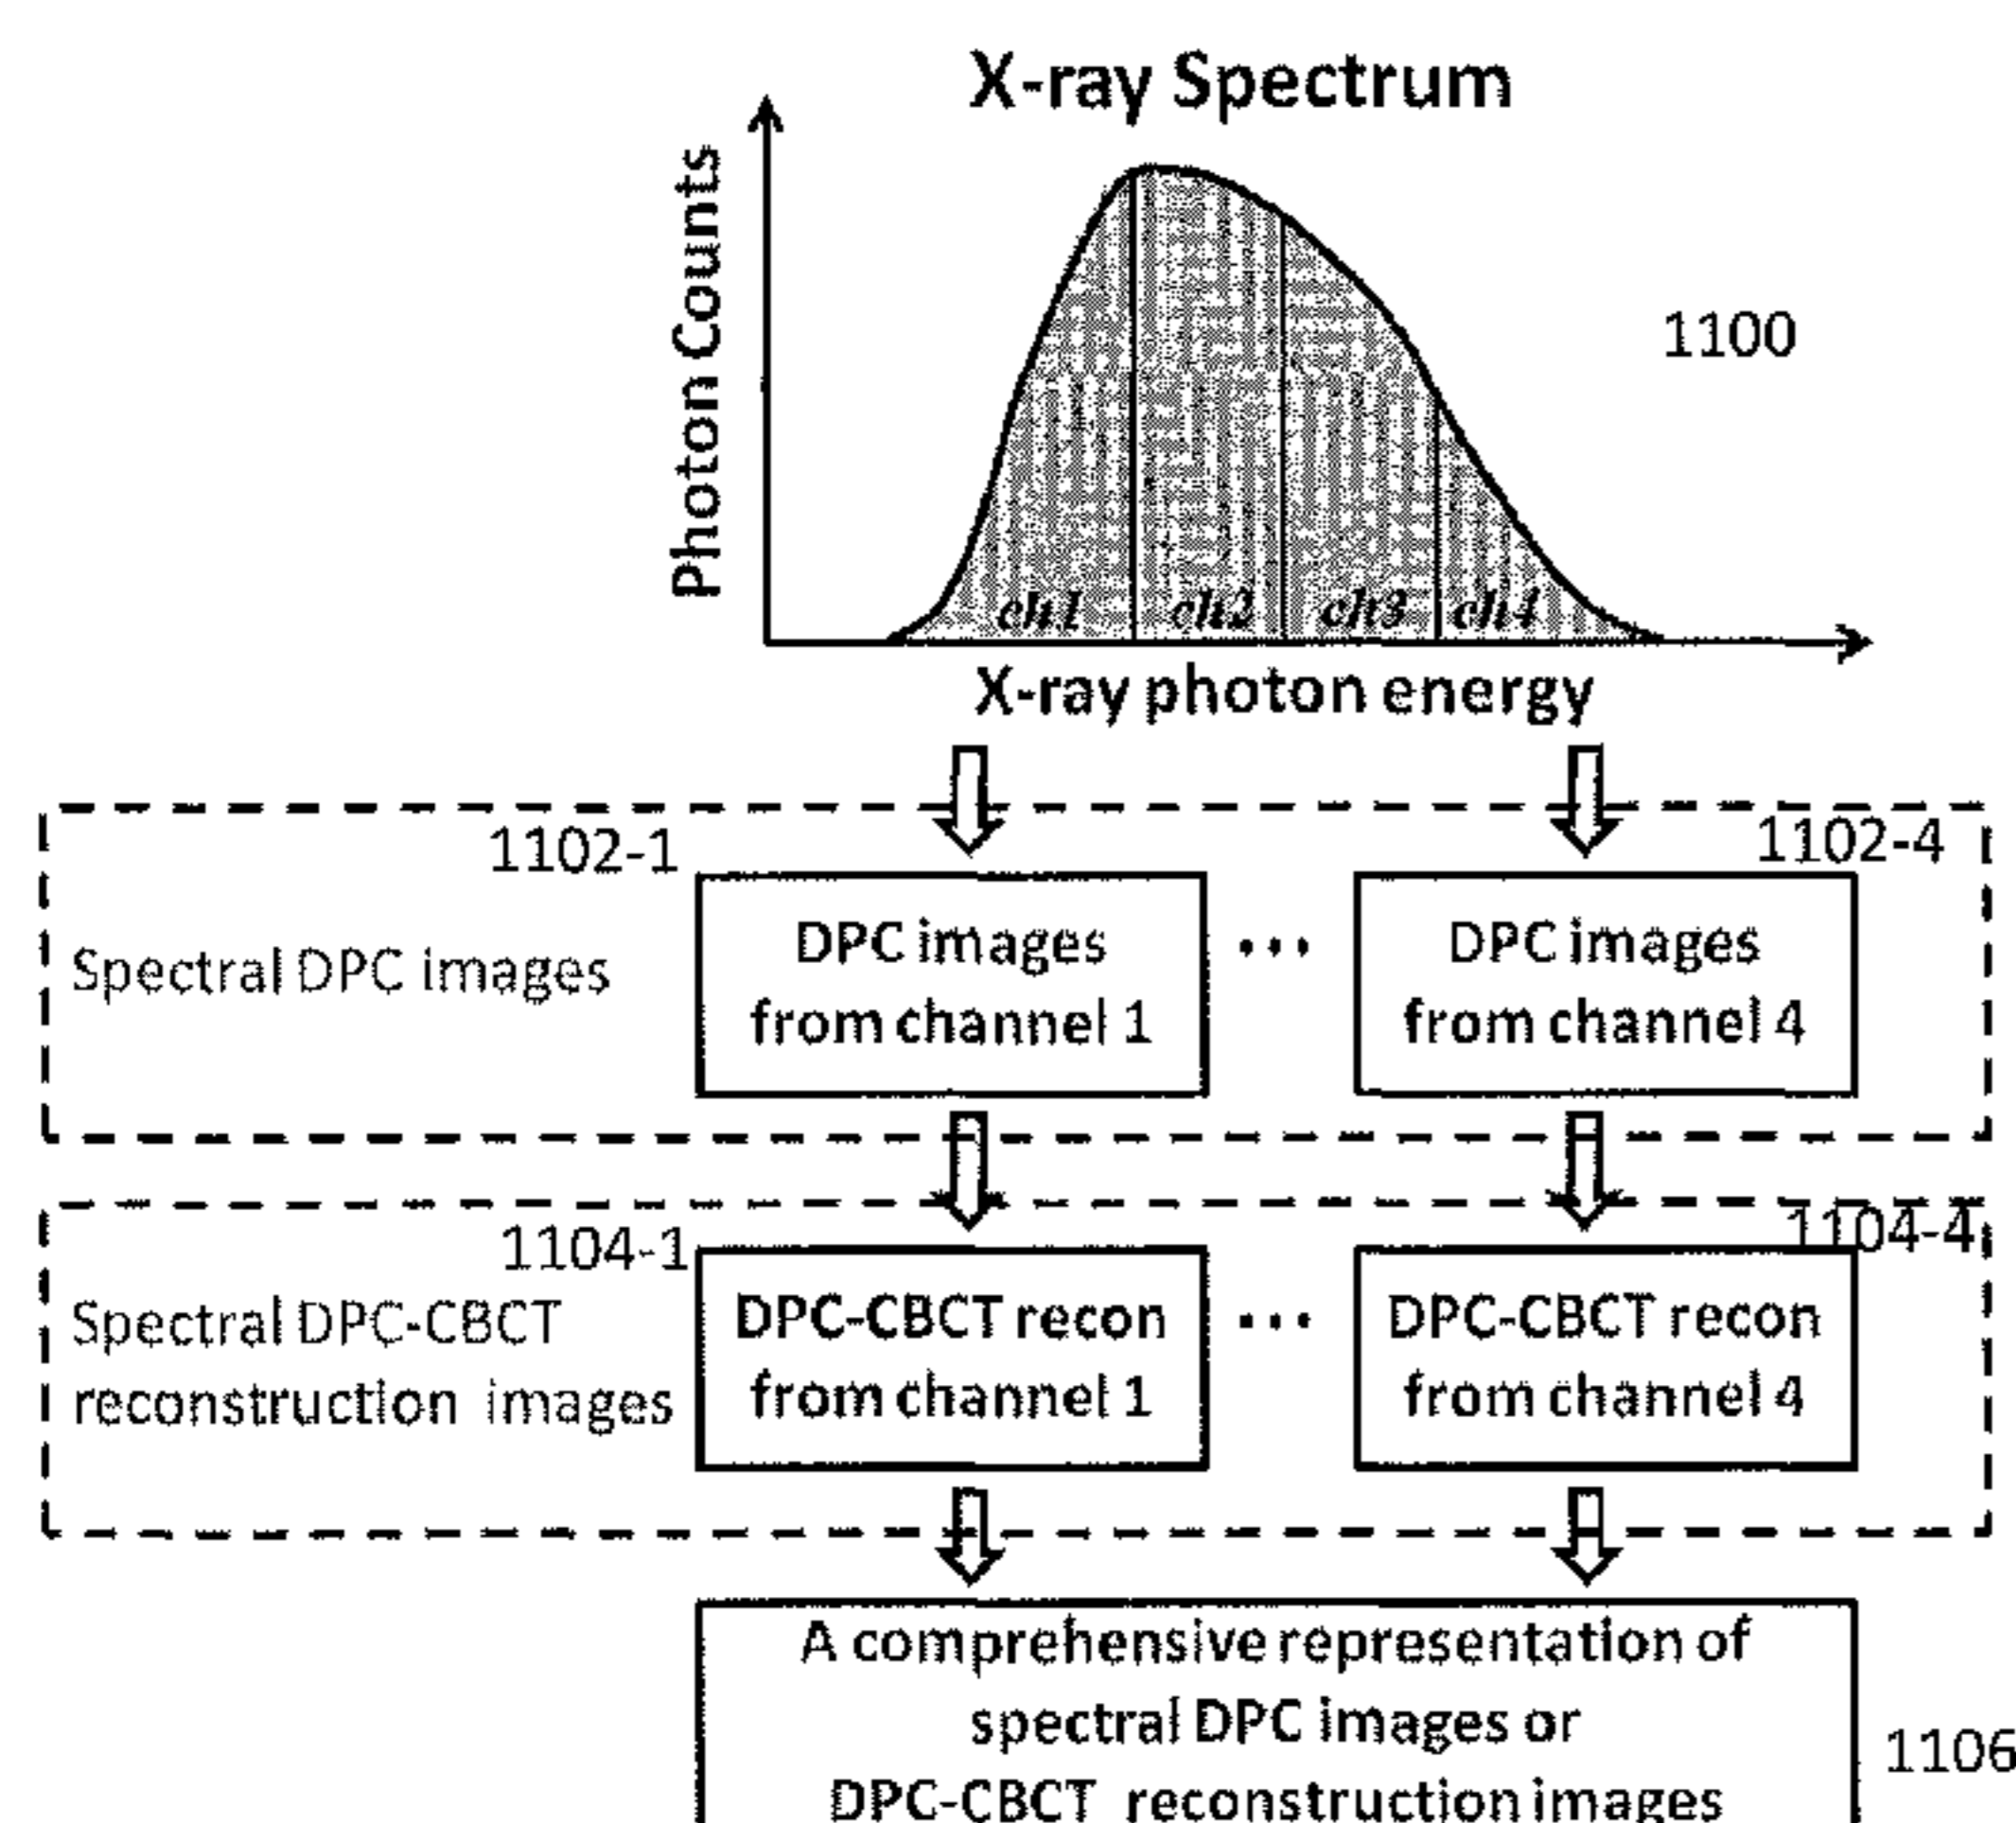 X-ray Spectrum
Photon Counts
1100
ch1 ch2 ch3 ch4
X-ray photon energy
1102-1
1102-4
Spectral DPC images
DPC images
from channel 1
...
DPC images
from channel 4
1104-1
1104-4
Spectral DPC-CBCT
reconstruction images
DPC-CBCT recon
from channel 1
...
DPC-CBCT recon
from channel 4
A comprehensive representation of
spectral DPC images or
DPC-CBCT reconstruction images
1106